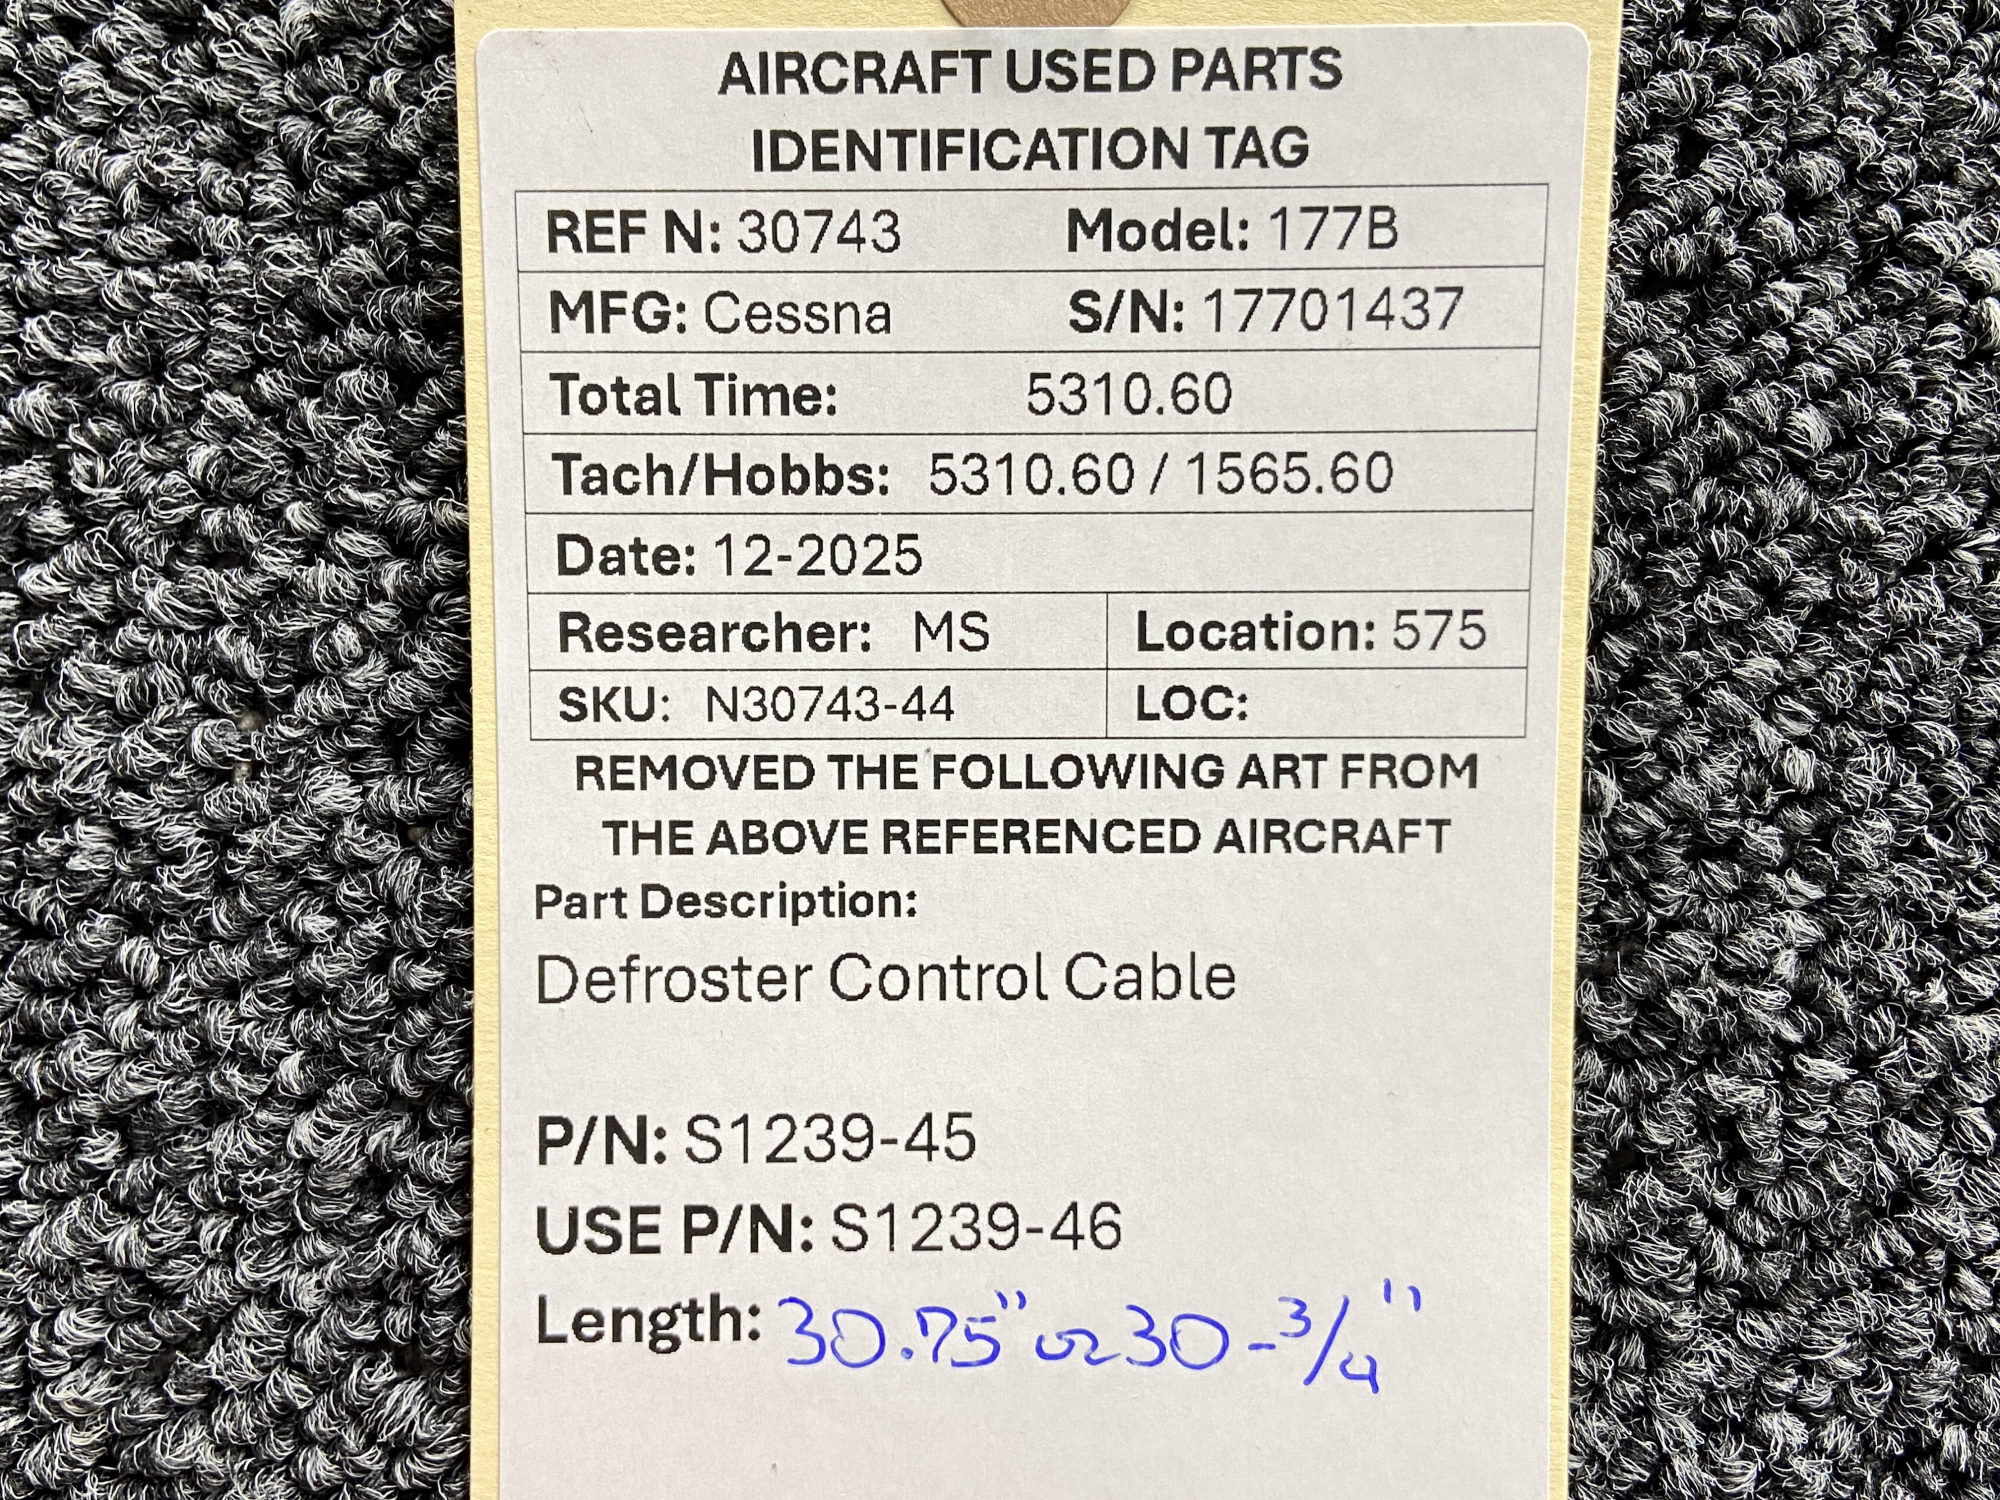 AIRCRAFT USED PARTS
IDENTIFICATION TAG
REF N: 30743 Model: 177B
MFG: Cessna S/N: 17701437
Total Time: 5310.60
Tach/Hobbs: 5310.60 / 1565.60
Date: 12-2025
Researcher: MS Location: 575
SKU: N30743-44 LOC:
REMOVED THE FOLLOWING ART FROM
THE ABOVE REFERENCED AIRCRAFT
Part Description:
Defroster Control Cable
P/N: S1239-45
USE P/N: S1239-46
Length: 30.75" or 30-3/4"